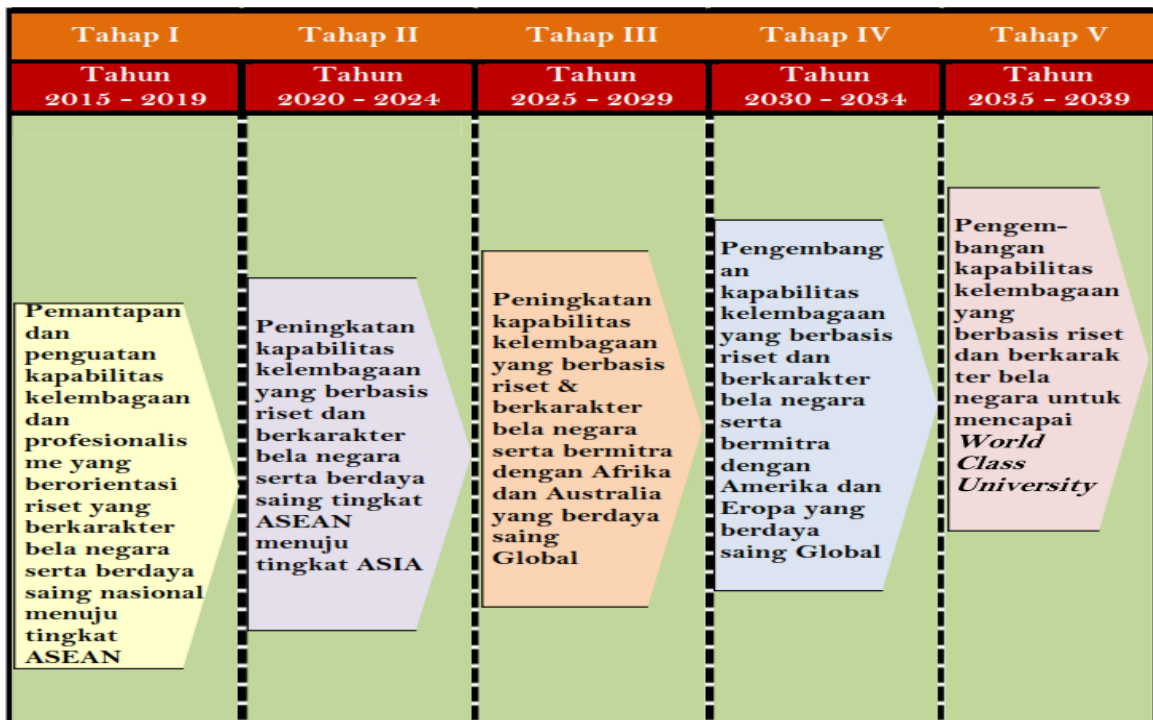 Tahap I
Tahap II
Tahap III
Tahap IV
Tahap V
Tahun
2015 – 2019
Tahun
2020 – 2024
Tahun
2025 – 2029
Tahun
2030 – 2034
Tahun
2035 – 2039
Pemantapan
dan
penguatan
kapabilitas
kelembagaan
dan
profesionalis
me yang
berorientasi
riset yang
berkarakter
bela negara
serta berdaya
saing nasional
menuju
tingkat
ASEAN
Peningkatan
kapabilitas
kelembagaan
yang berbasis
riset dan
berkarakter
bela negara
serta berdaya
saing tingkat
ASEAN
menuju
tingkat ASIA
Peningkatan
kapabilitas
kelembagaan
yang berbasis
riset &
berkarakter
bela negara
serta bermitra
dengan Afrika
dan Australia
yang berdaya
saing
Global
Pengembang
an
kapabilitas
kelembagaan
yang berbasis
riset dan
berkarakter
bela negara
serta
bermitra
dengan
Amerika dan
Eropa yang
berdaya
saing Global
Pengem-
bangan
kapabilitas
kelembagaan
yang
berbasis riset
dan berkarak
ter bela
negara untuk
mencapai
World
Class
University